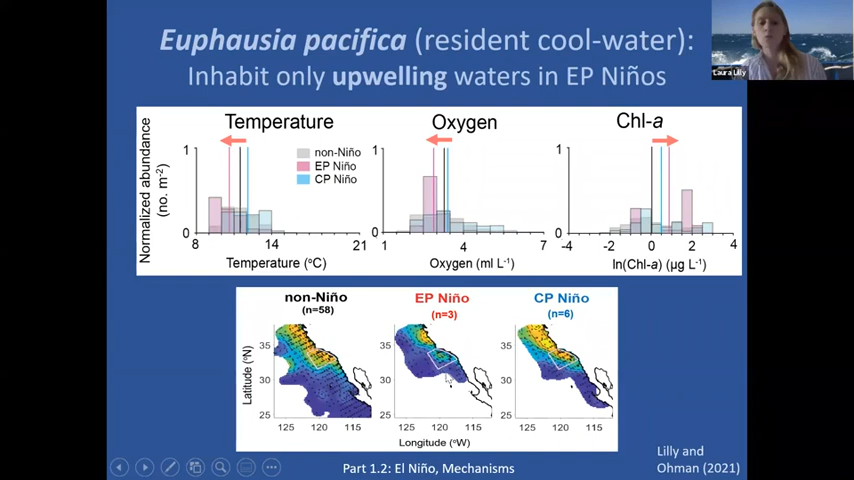 Euphausia pacifica (resident cool-water):
Inhabit only upwelling waters in EP Niños
Laura Lilly
Temperature
Oxygen
Chl-a
Normalized abundance
(no. m-2)
non-Niño
EP Niño
CP Niño
1
0
8
14
21
Temperature (ºC)
1
0
1
4
7
Oxygen (ml L-1)
1
0
-4
-2
0
2
4
ln(Chl-a) (µg L-1)
non-Niño
(n=58)
EP Niño
(n=3)
CP Niño
(n=6)
Latitude (ºN)
35
30
25
125
120
115
35
30
25
125
120
115
35
30
25
125
120
115
Longitude (ºW)
Part 1.2: El Niño, Mechanisms
Lilly and
Ohman (2021)